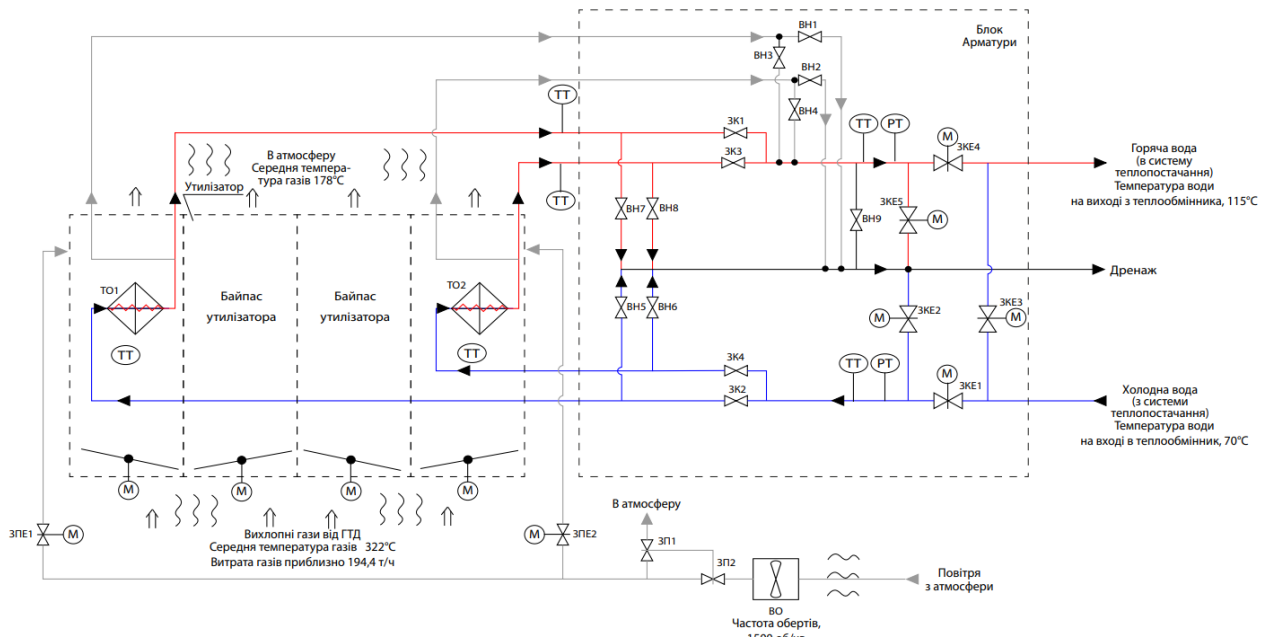 ВН1
Блок
Арматури
ВН3
ВН2
ТТ
ВН4
ЗК1
ТТ
РТ
М
ЗКЕ4
В атмосферу
Середня темпера-
тура газів 178°С
ЗК3
Горяча вода
(в систему
теплопостачання)
Температура води
на виході з теплообмінника, 115°С
Утилізатор
ТТ
ВН7
ВН8
ВН9
ЗКЕ5
М
Дренаж
ТО1
Байпас
утилізатора
Байпас
утилізатора
ТО2
ВН5
ВН6
М
ЗКЕ2
ЗКЕ3
М
ТТ
ТТ
ЗК4
ТТ
РТ
М
ЗКЕ1
ЗК2
Холодна вода
(з системи
теплопостачання)
Температура води
на вході в теплообмінник, 70°С
М
М
М
М
В атмосферу
ЗПЕ1
М
Вихлопні гази від ГТД
Середня температура газів 322°С
Витрата газів приблизно 194,4 т/ч
М
ЗПЕ2
ЗП1
ЗП2
Повітря
з атмосфери
ВО
Частота обертів,